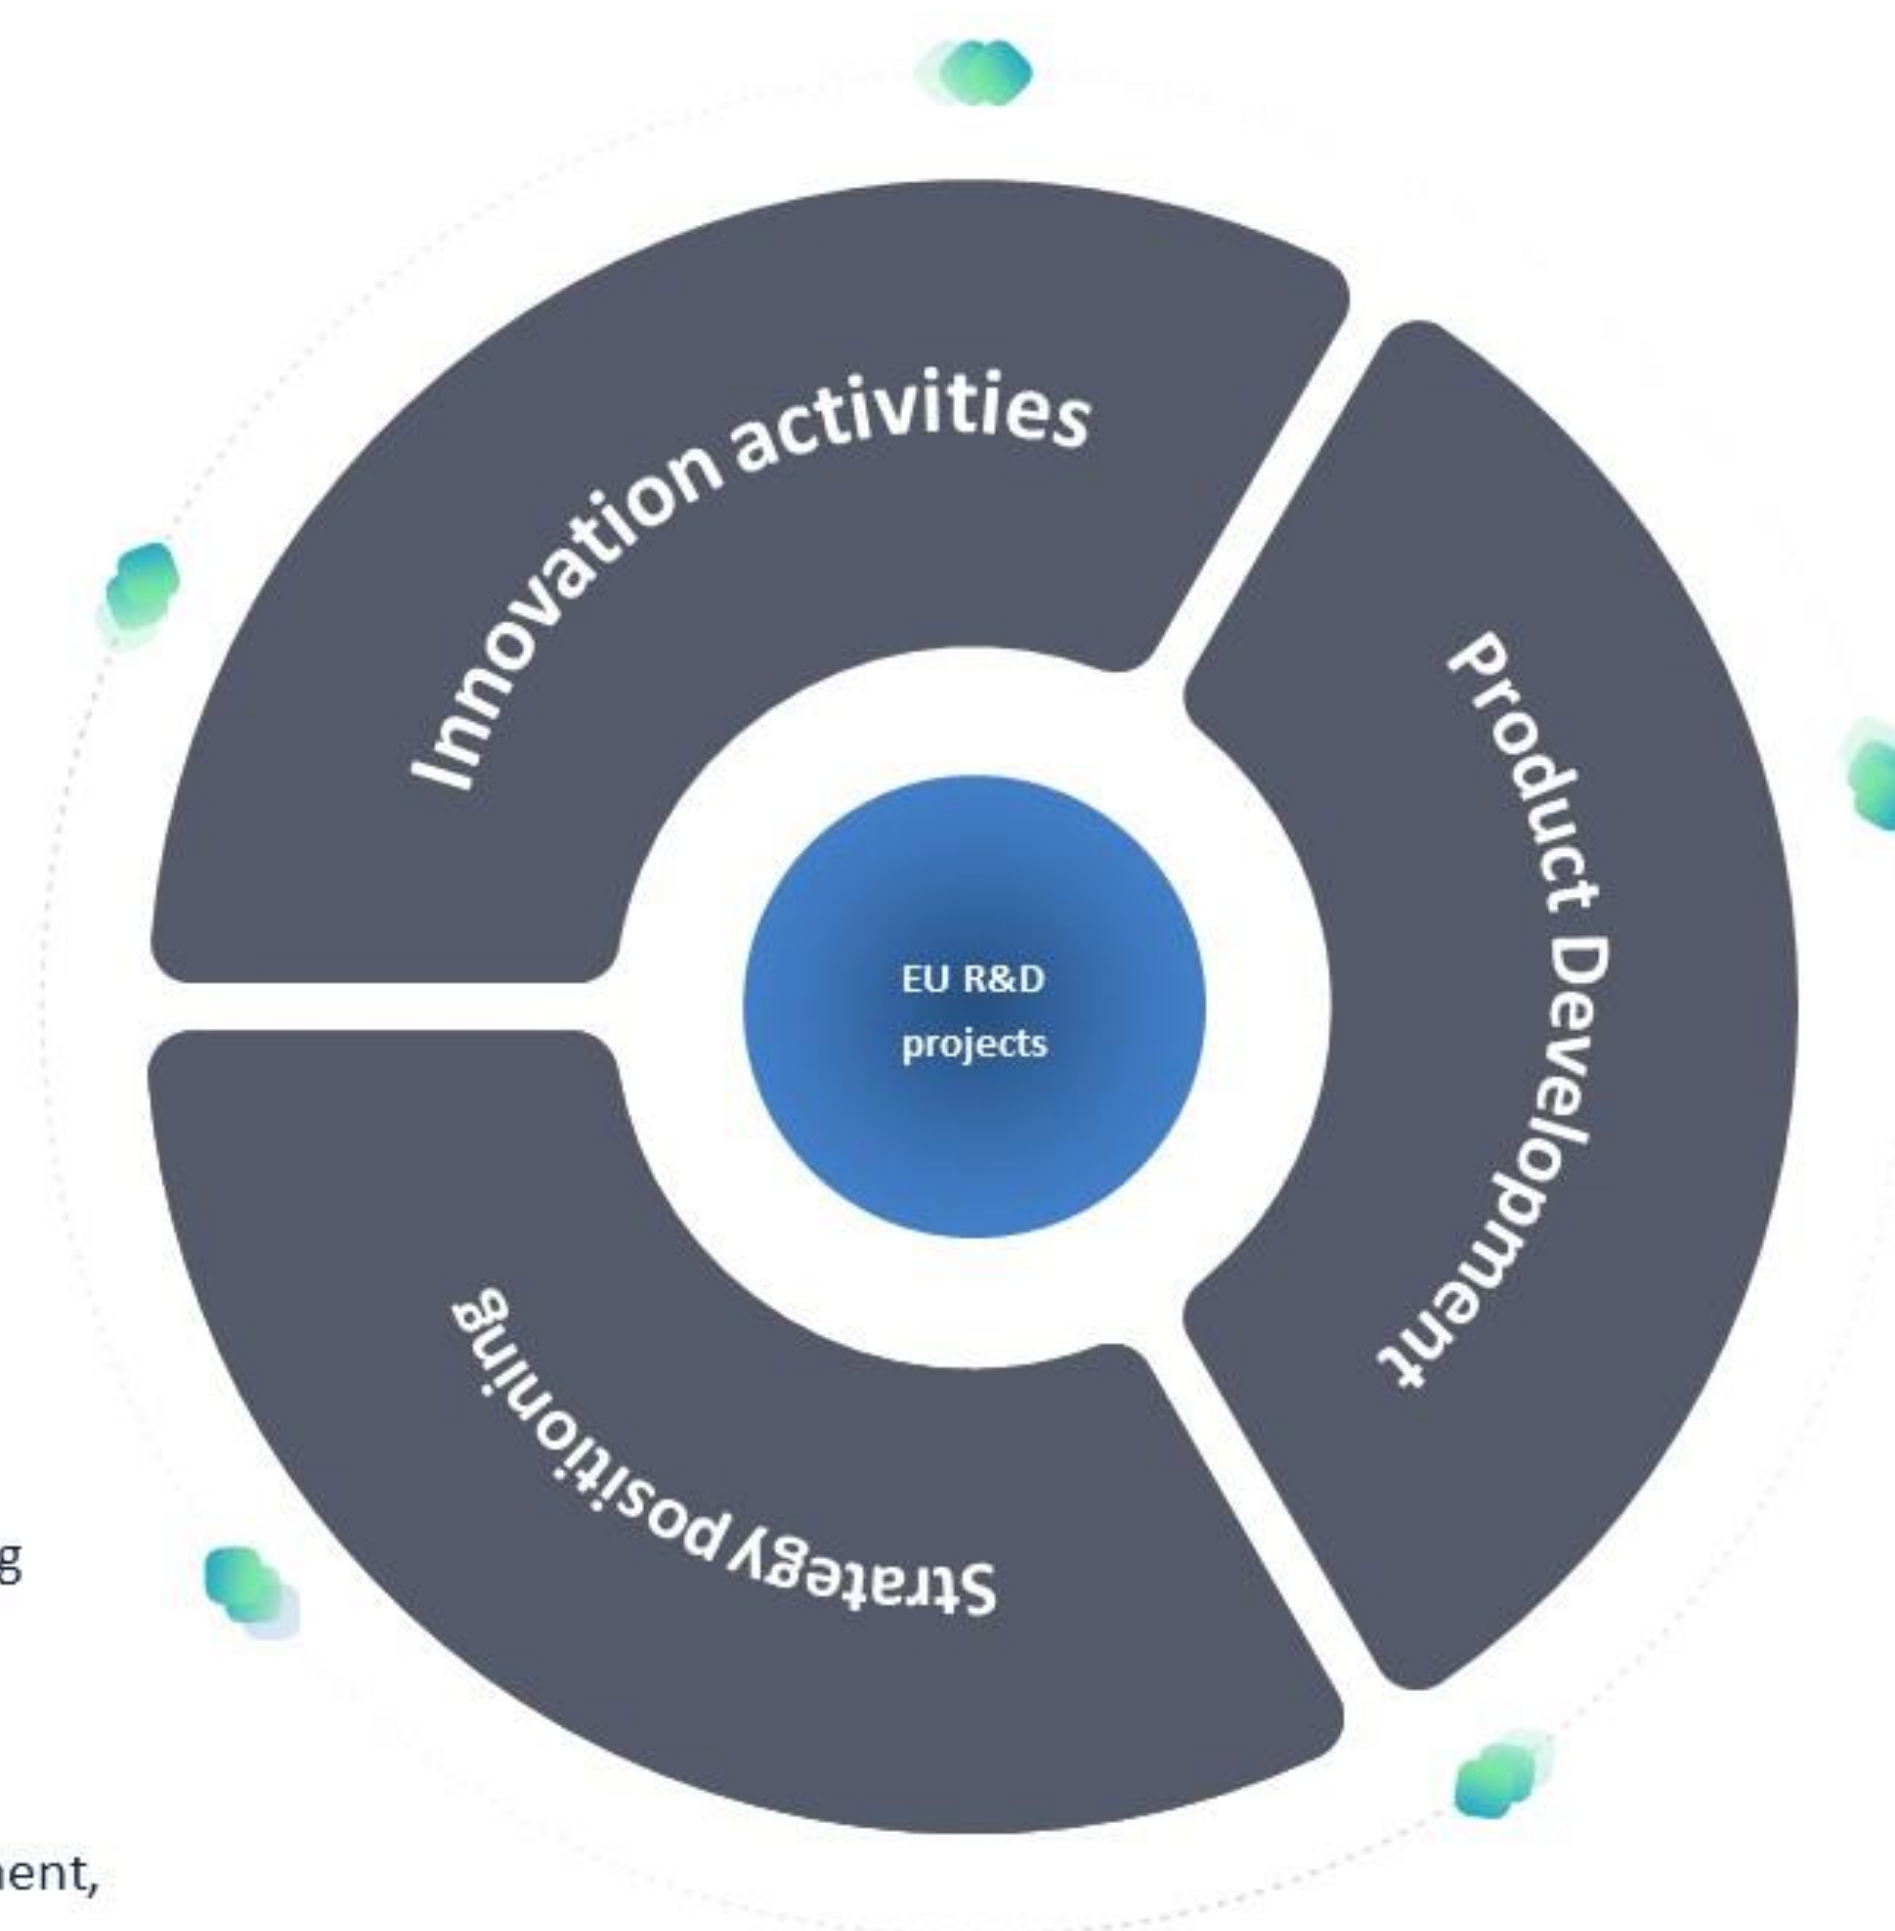 Innovation activities
Product Development
EU R&D
projects
Strategy positioning